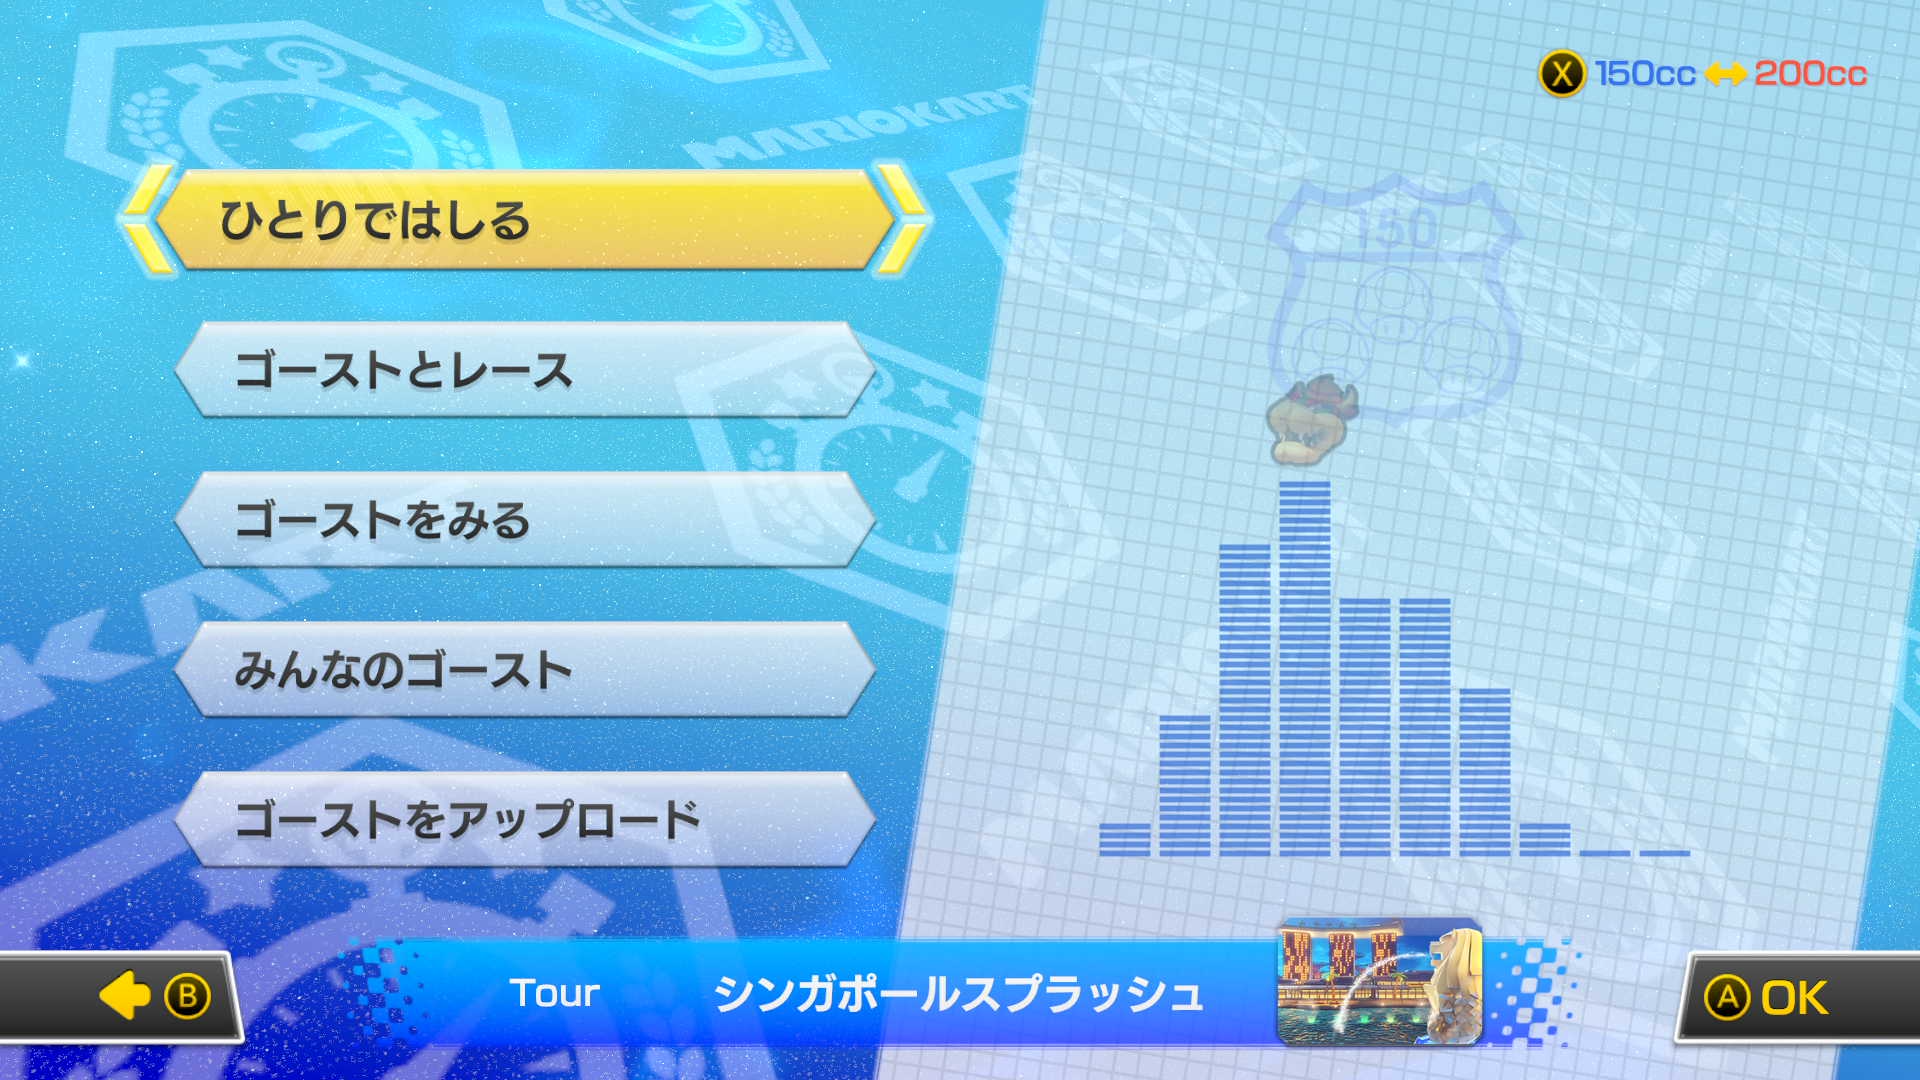 X 150cc 200cc
MARIOKART
150
ひとりではしる
ゴーストとレース
ゴーストをみる
みんなのゴースト
ゴーストをアップロード
B
Tour シンガポールスプラッシュ
A OK